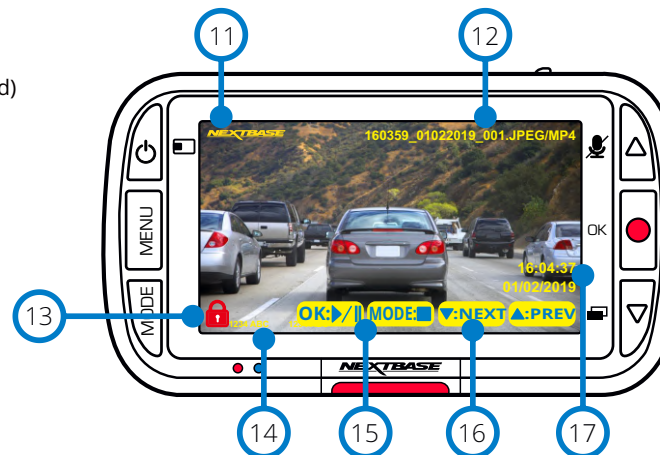 d)
11
12
NEXTBASE
160359_01022019_001.JPEG/MP4
MENU
OK
16:04:37
01/02/2019
13
MODE
OK:▶/‖ MODE:■ ▼:NEXT ▲:PREV
NEXTBASE
14
15
16
17